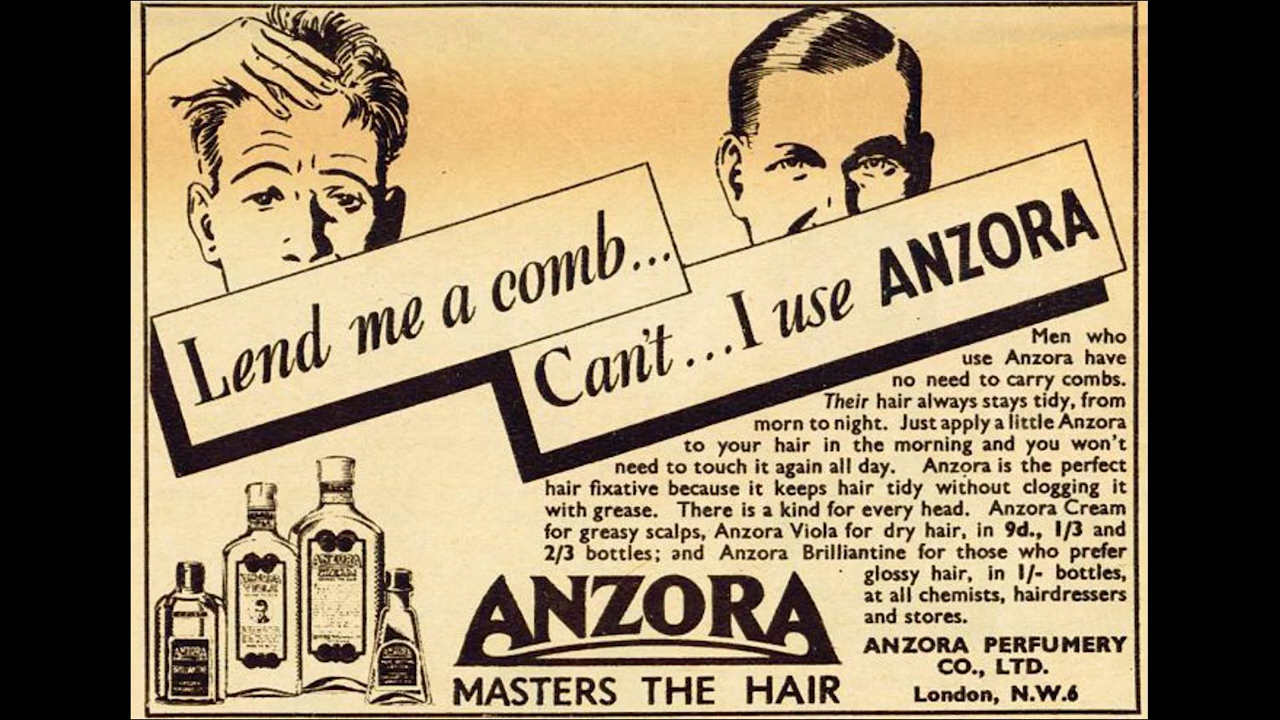 Lend me a comb...
Can't...I use ANZORA
Men who
use Anzora have
no need to carry combs.
Their hair always stays tidy, from
morn to night. Just apply a little Anzora
to your hair in the morning and you won't
need to touch it again all day. Anzora is the perfect
hair fixative because it keeps hair tidy without clogging it
with grease. There is a kind for every head. Anzora Cream
for greasy scalps, Anzora Viola for dry hair, in 9d., 1/3 and
2/3 bottles; and Anzora Brilliantine for those who prefer
glossy hair, in 1/- bottles,
at all chemists, hairdressers
and stores.
ANZORA PERFUMERY
CO., LTD.
London, N.W.6
ANZORA
VIOLA
ANZORA
CREAM
ANZORA
ANZORA
MASTERS THE HAIR